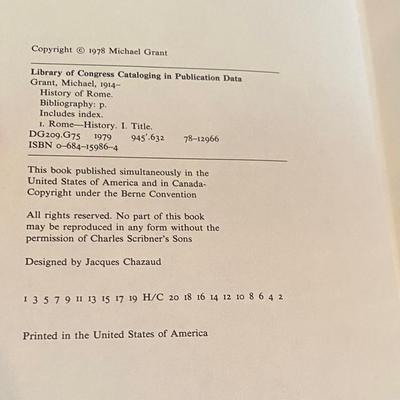 Copyright © 1978 Michael Grant
Library of Congress Cataloging in Publication Data
Grant, Michael, 1914–
History of Rome.
Bibliography: p.
Includes index.
1. Rome—History. I. Title.
DG209.G75 1979 945'.632 78-12966
ISBN 0-684-15986-4
This book published simultaneously in the
United States of America and in Canada-
Copyright under the Berne Convention
All rights reserved. No part of this book
may be reproduced in any form without the
permission of Charles Scribner's Sons
Designed by Jacques Chazaud
1 3 5 7 9 11 13 15 17 19 H/C 20 18 16 14 12 10 8 6 4 2
Printed in the United States of America